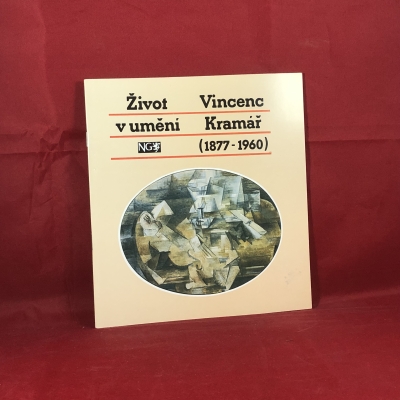 Život Vincenc
v umění Kramář
NG (1877-1960)